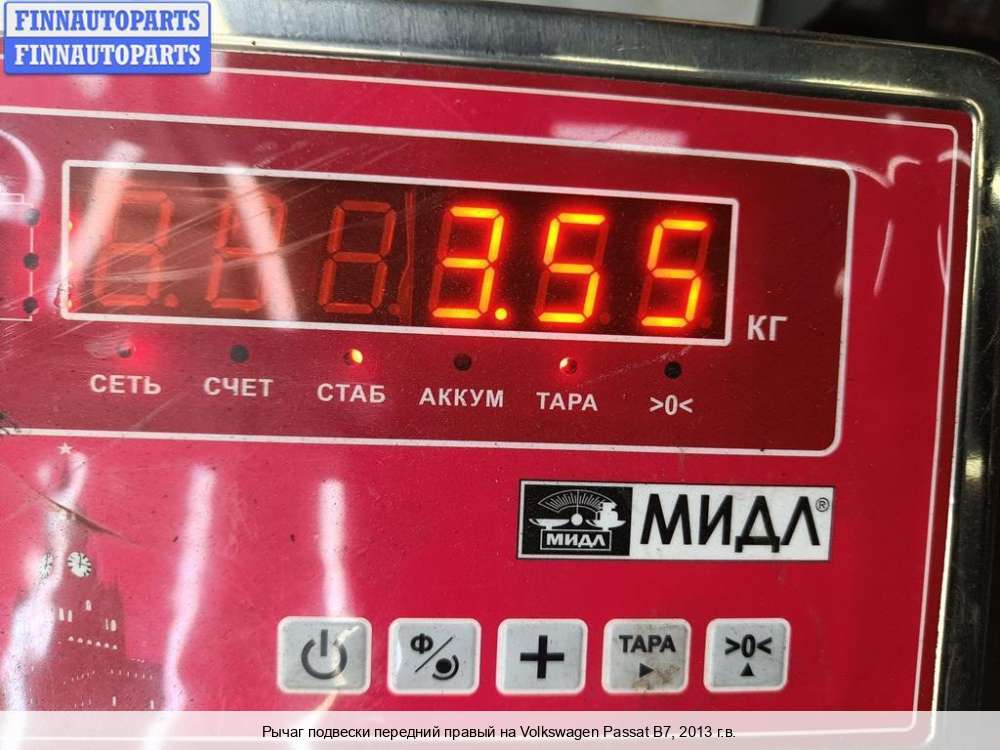 FINNAUTOPARTS
FINNAUTOPARTS
3.55
КГ
СЕТЬ СЧЕТ СТАБ АККУМ ТАРА >0<
МИДЛ МИДЛ®
Ф/ + ТАРА >0<
Рычаг подвески передний правый на Volkswagen Passat B7, 2013 г.в.